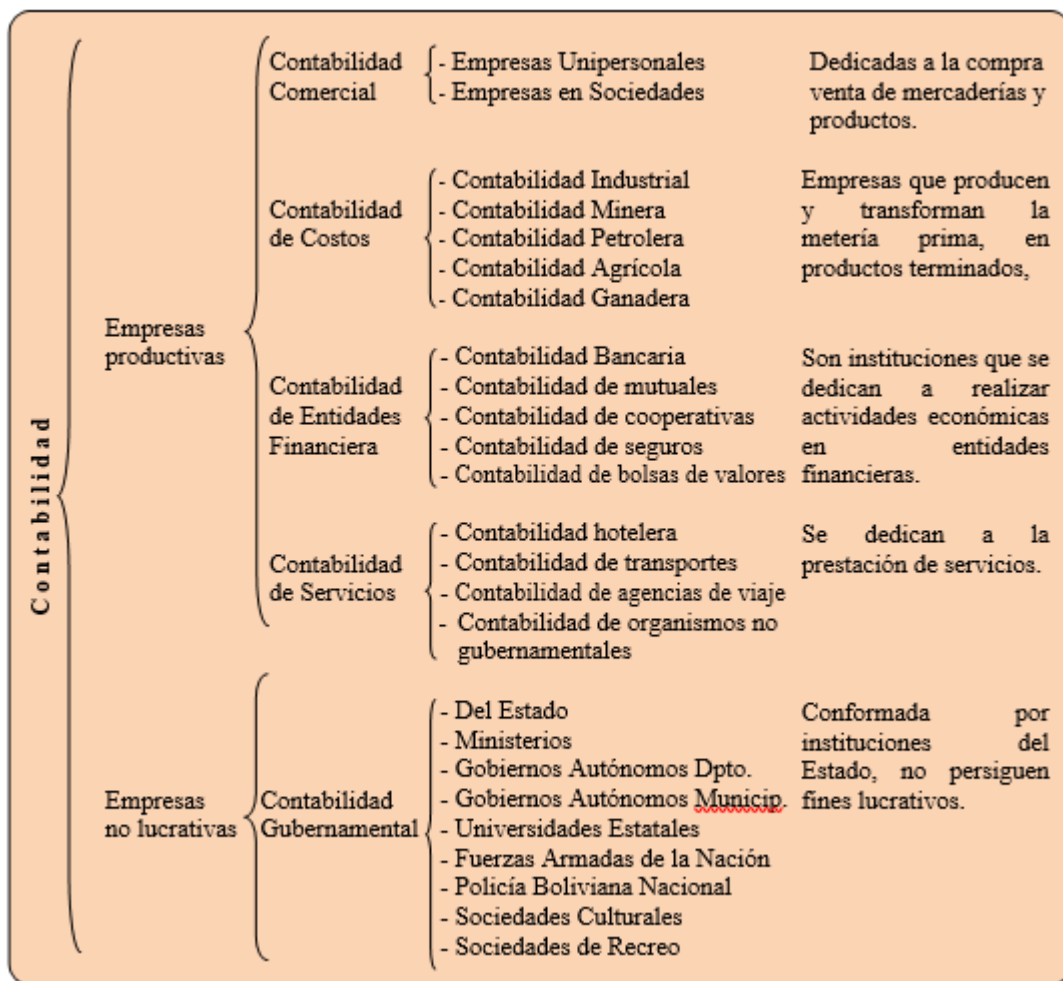 Contabilidad
Empresas
productivas
Contabilidad
Comercial
- Empresas Unipersonales
- Empresas en Sociedades
Dedicadas a la compra
venta de mercaderías y
productos.
Contabilidad
de Costos
- Contabilidad Industrial
- Contabilidad Minera
- Contabilidad Petrolera
- Contabilidad Agrícola
- Contabilidad Ganadera
Empresas que producen
y transforman la
metería prima, en
productos terminados,
Contabilidad
de Entidades
Financiera
- Contabilidad Bancaria
- Contabilidad de mutuales
- Contabilidad de cooperativas
- Contabilidad de seguros
- Contabilidad de bolsas de valores
Son instituciones que se
dedican a realizar
actividades económicas
en entidades
financieras.
Contabilidad
de Servicios
- Contabilidad hotelera
- Contabilidad de transportes
- Contabilidad de agencias de viaje
- Contabilidad de organismos no
gubernamentales
Se dedican a la
prestación de servicios.
Empresas
no lucrativas
Contabilidad
Gubernamental
- Del Estado
- Ministerios
- Gobiernos Autónomos Dpto.
- Gobiernos Autónomos Municip.
- Universidades Estatales
- Fuerzas Armadas de la Nación
- Policía Boliviana Nacional
- Sociedades Culturales
- Sociedades de Recreo
Conformada por
instituciones del
Estado, no persiguen
fines lucrativos.